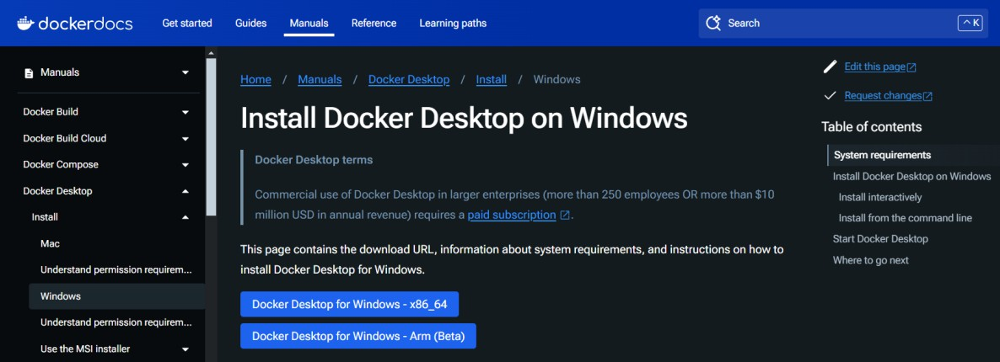 dockerdocs
Get started
Guides
Manuals
Reference
Learning paths
Search
^ K
Manuals
Docker Build
Docker Build Cloud
Docker Compose
Docker Desktop
Install
Mac
Understand permission requirem...
Windows
Understand permission requirem...
Use the MSI installer
Home / Manuals / Docker Desktop / Install / Windows
Install Docker Desktop on Windows
Docker Desktop terms
Commercial use of Docker Desktop in larger enterprises (more than 250 employees OR more than $10
million USD in annual revenue) requires a paid subscription.
This page contains the download URL, information about system requirements, and instructions on how to
install Docker Desktop for Windows.
Docker Desktop for Windows - x86_64
Docker Desktop for Windows - Arm (Beta)
Edit this page
Request changes
Table of contents
System requirements
Install Docker Desktop on Windows
Install interactively
Install from the command line
Start Docker Desktop
Where to go next